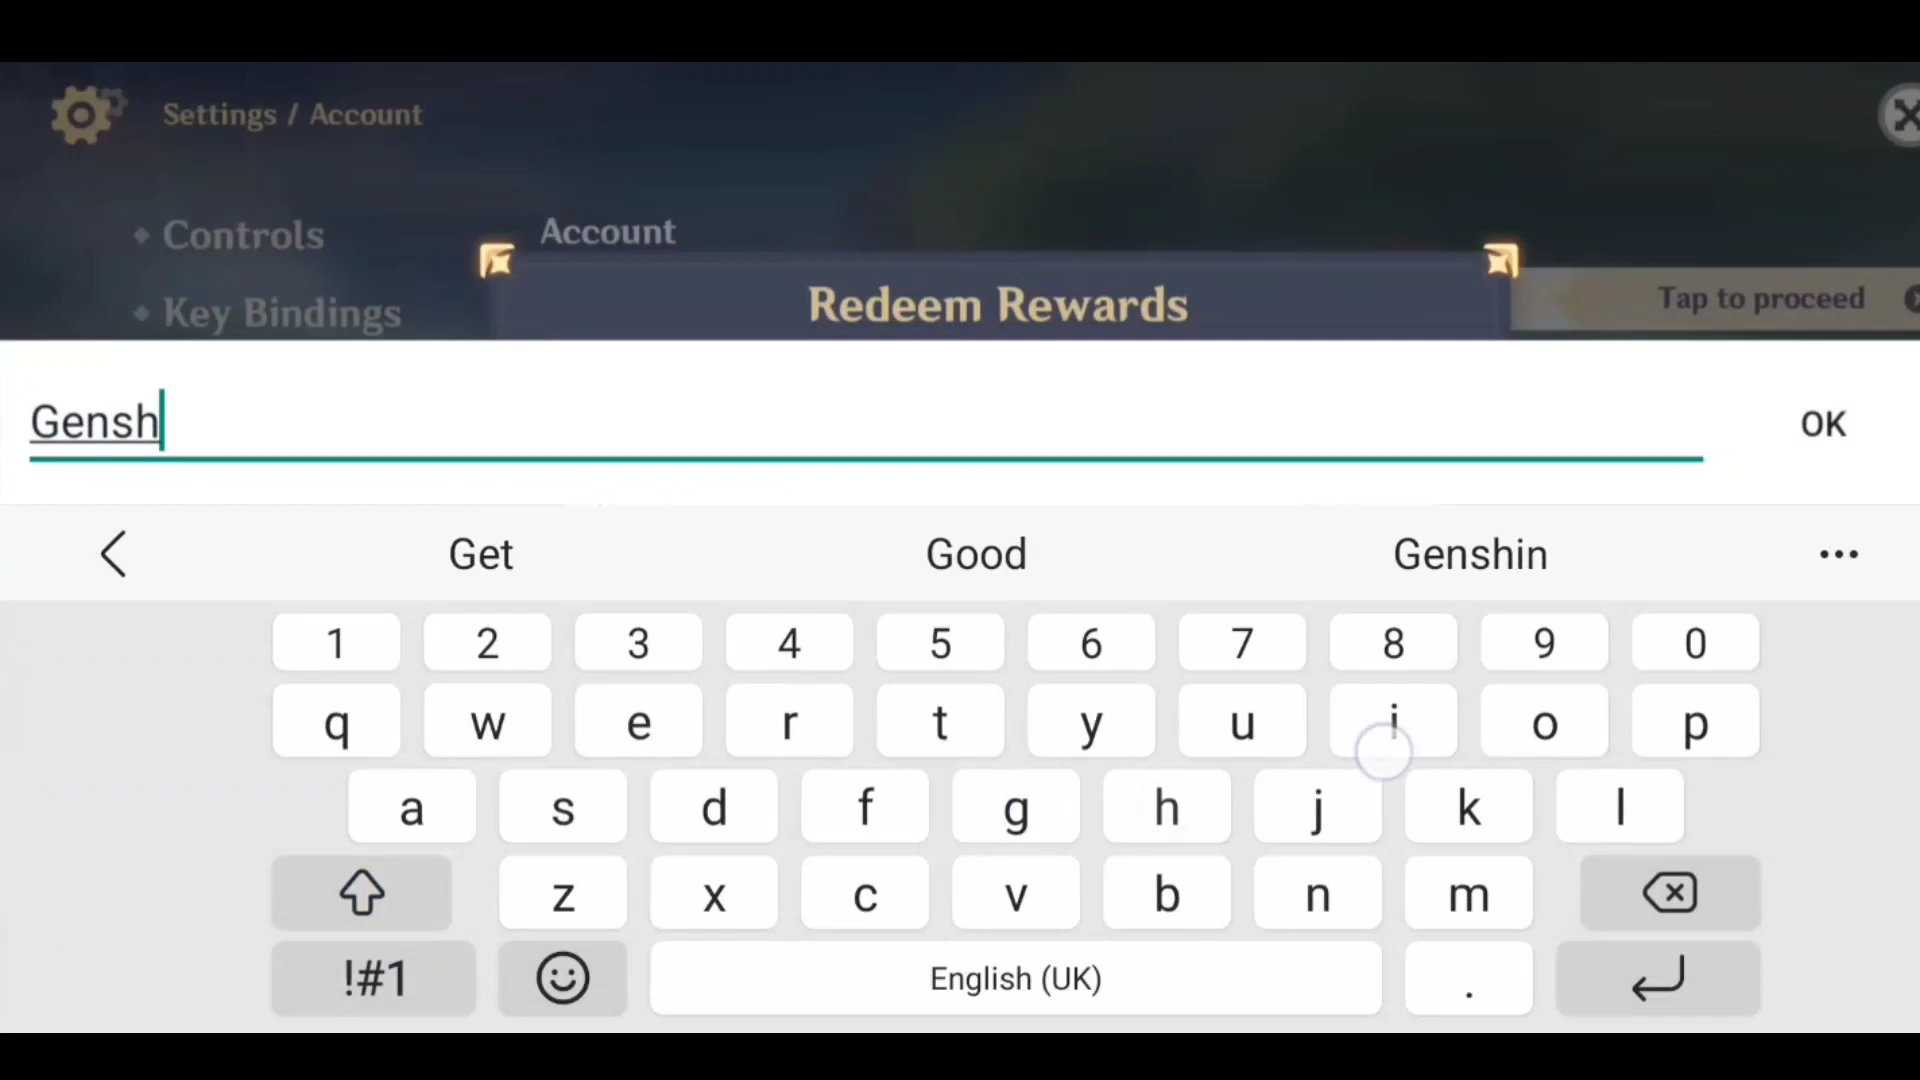 Settings / Account
Controls
Account
Key Bindings
Redeem Rewards
Tap to proceed
Gensh
OK
Get Good Genshin ...
1 2 3 4 5 6 7 8 9 0
q w e r t y u i o p
a s d f g h j k l
z x c v b n m
!#1 English (UK) .